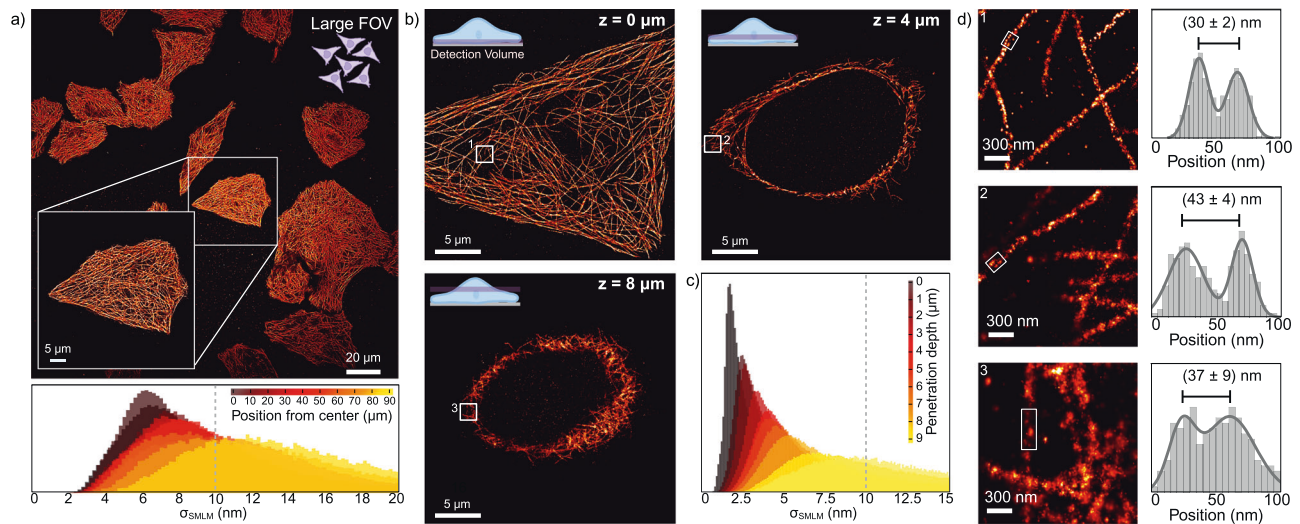 a)
Large FOV
5 µm
20 µm
Position from center (µm)
0 10 20 30 40 50 60 70 80 90
0 2 4 6 8 10 12 14 16 18 20
σSMLM (nm)
b)
z = 0 µm
Detection Volume
1
5 µm
z = 4 µm
2
5 µm
z = 8 µm
3
5 µm
c)
Penetration depth (µm)
0
1
2
3
4
5
6
7
8
9
0 2.5 5 7.5 10 12.5 15
σSMLM (nm)
d)
1
300 nm
(30 ± 2) nm
0 50 100
Position (nm)
2
300 nm
(43 ± 4) nm
0 50 100
Position (nm)
3
300 nm
(37 ± 9) nm
0 50 100
Position (nm)